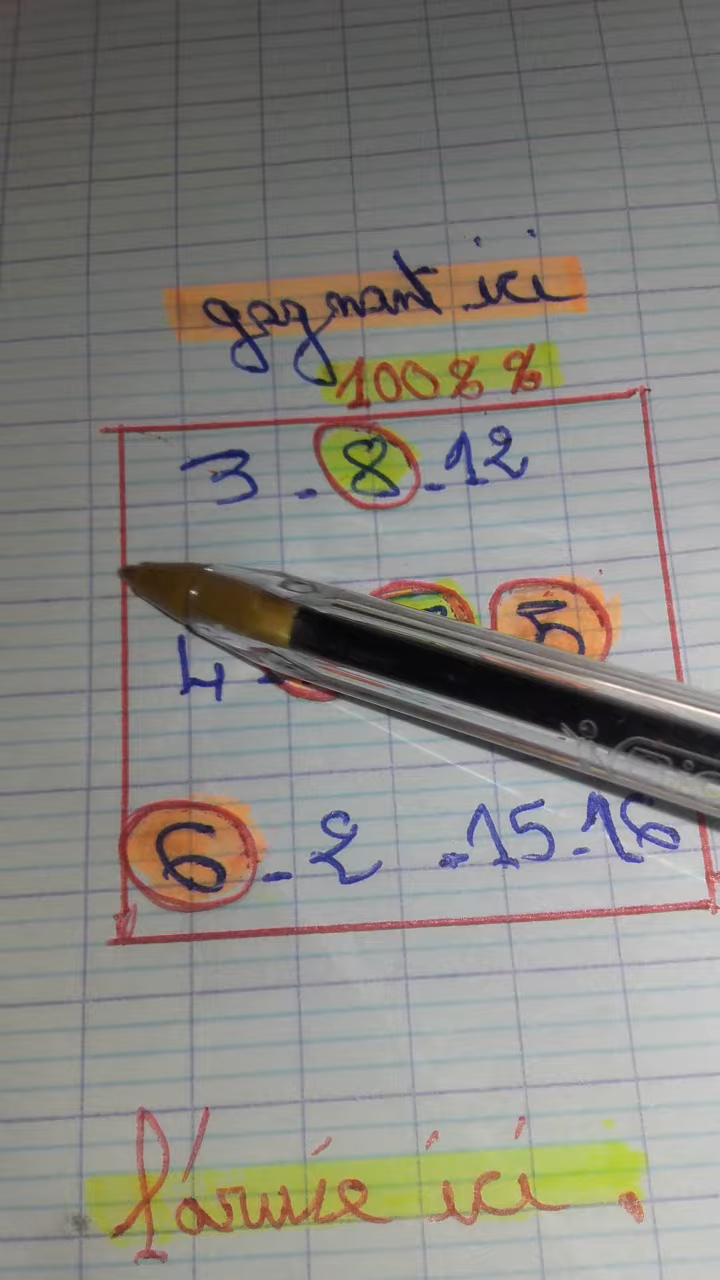 gagnant ici
100%%
3 - 8 - 12
4 - 5
6 - 2 - 15 - 16
l'arrivée ici.